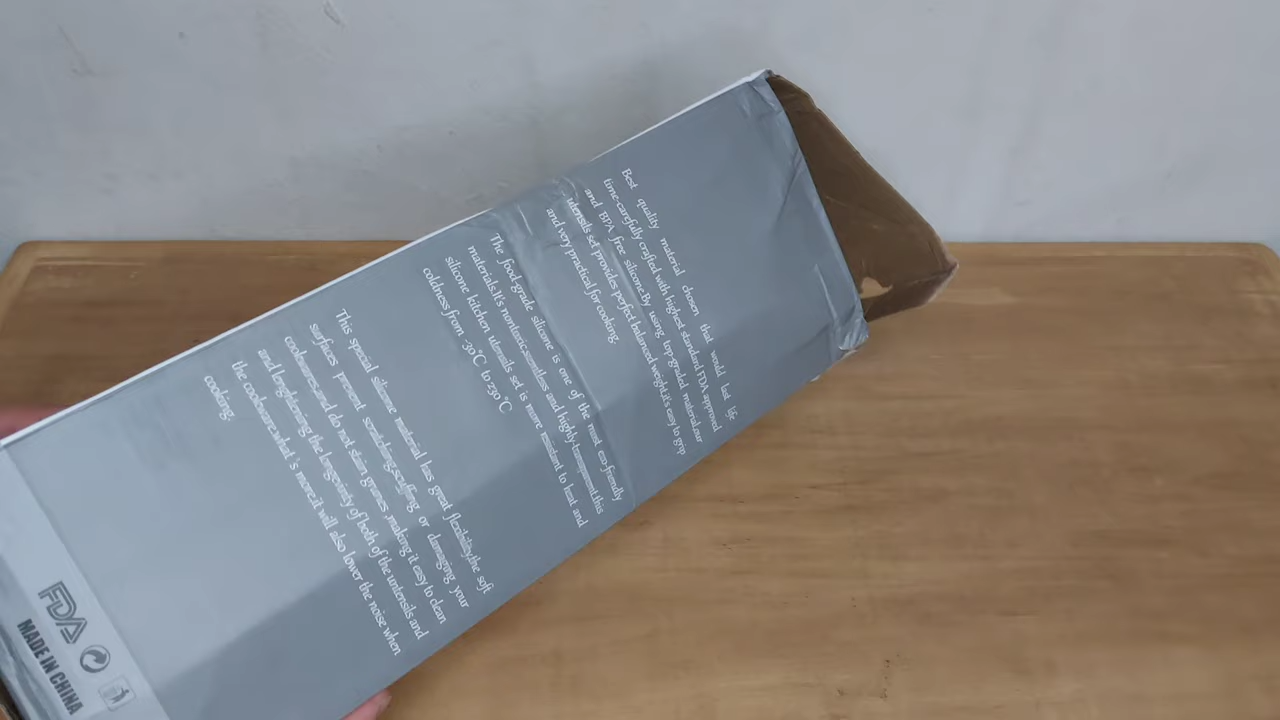 Best quality material chosen that would last life
time-carefully crafted with highest standard FDA approved
and BPA free silicone.By using top-graded material,our
utensils set provides perfect balanced weight.it's easy to grip
and very practical for cooking.
The food-grade silicone is one of the most eco-friendly
materials.It's nontoxic,scentless and highly-transparent.this
silicone kitchen utensils set is more resistant to heat and
coldness from -30℃ to 230℃.
This special silicone material has great flexibility,the soft
surfaces prevent scratching,scuffing or damaging your
cookwares,and do not stain greases ,making it easy to clean
and lenghtening the longevity of both of the untensils and
the cookware.what's more,it will also lower the noise when
cooking.
FDA
MADE IN CHINA